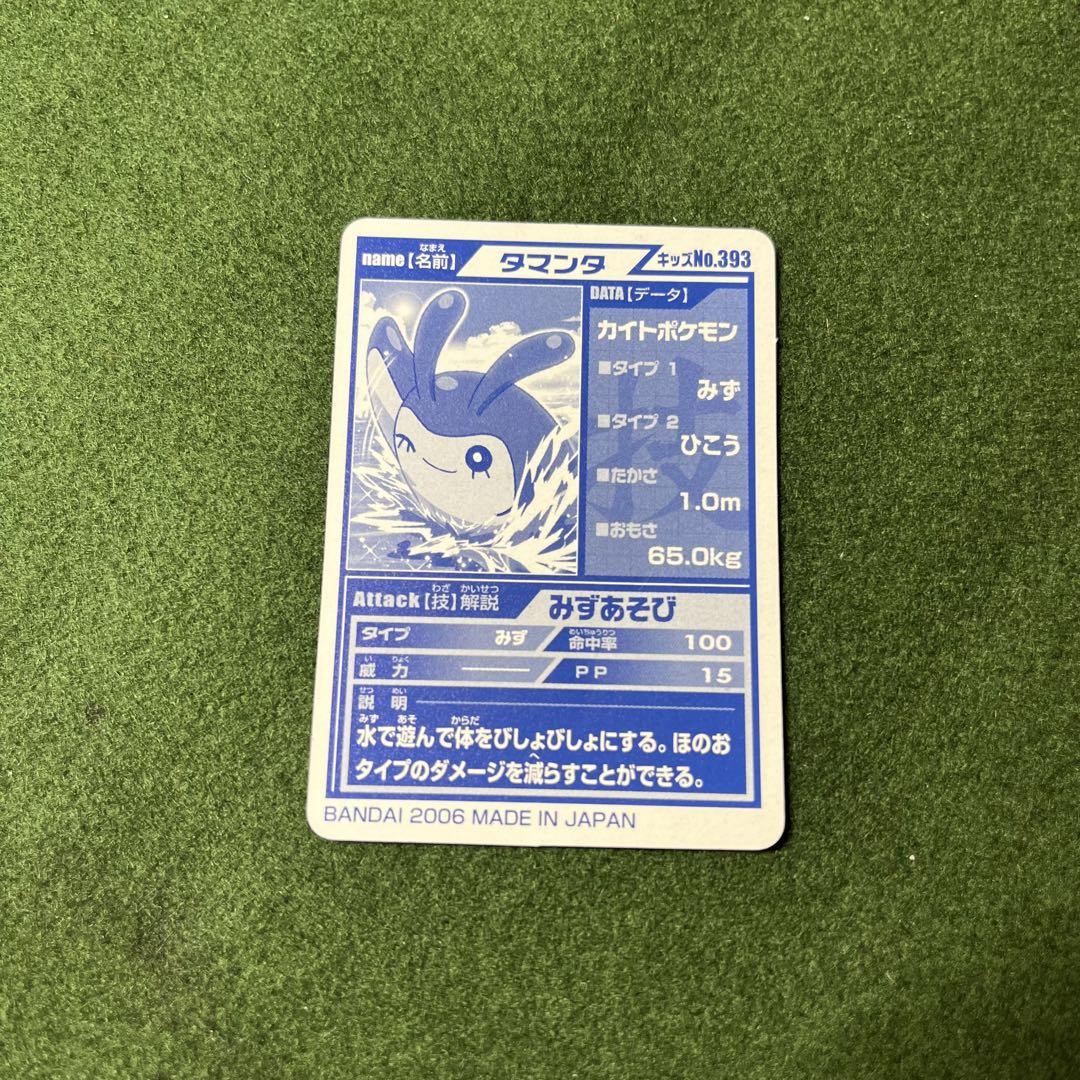 なまえ
name【名前】 タマンタ キッズNo.393
DATA【データ】
カイトポケモン
■タイプ 1
みず
■タイプ 2
ひこう
■たかさ
1.0m
■おもさ
65.0kg
技
わざ かいせつ
Attack【技】解説 みずあそび
タイプ みず
めいちゅうりつ
命中率 100
い りょく
威力 ――
PP 15
せつ めい
説明
みず あそ からだ
水で遊んで体をびしょびしょにする。ほのお
へ
タイプのダメージを減らすことができる。
BANDAI 2006 MADE IN JAPAN